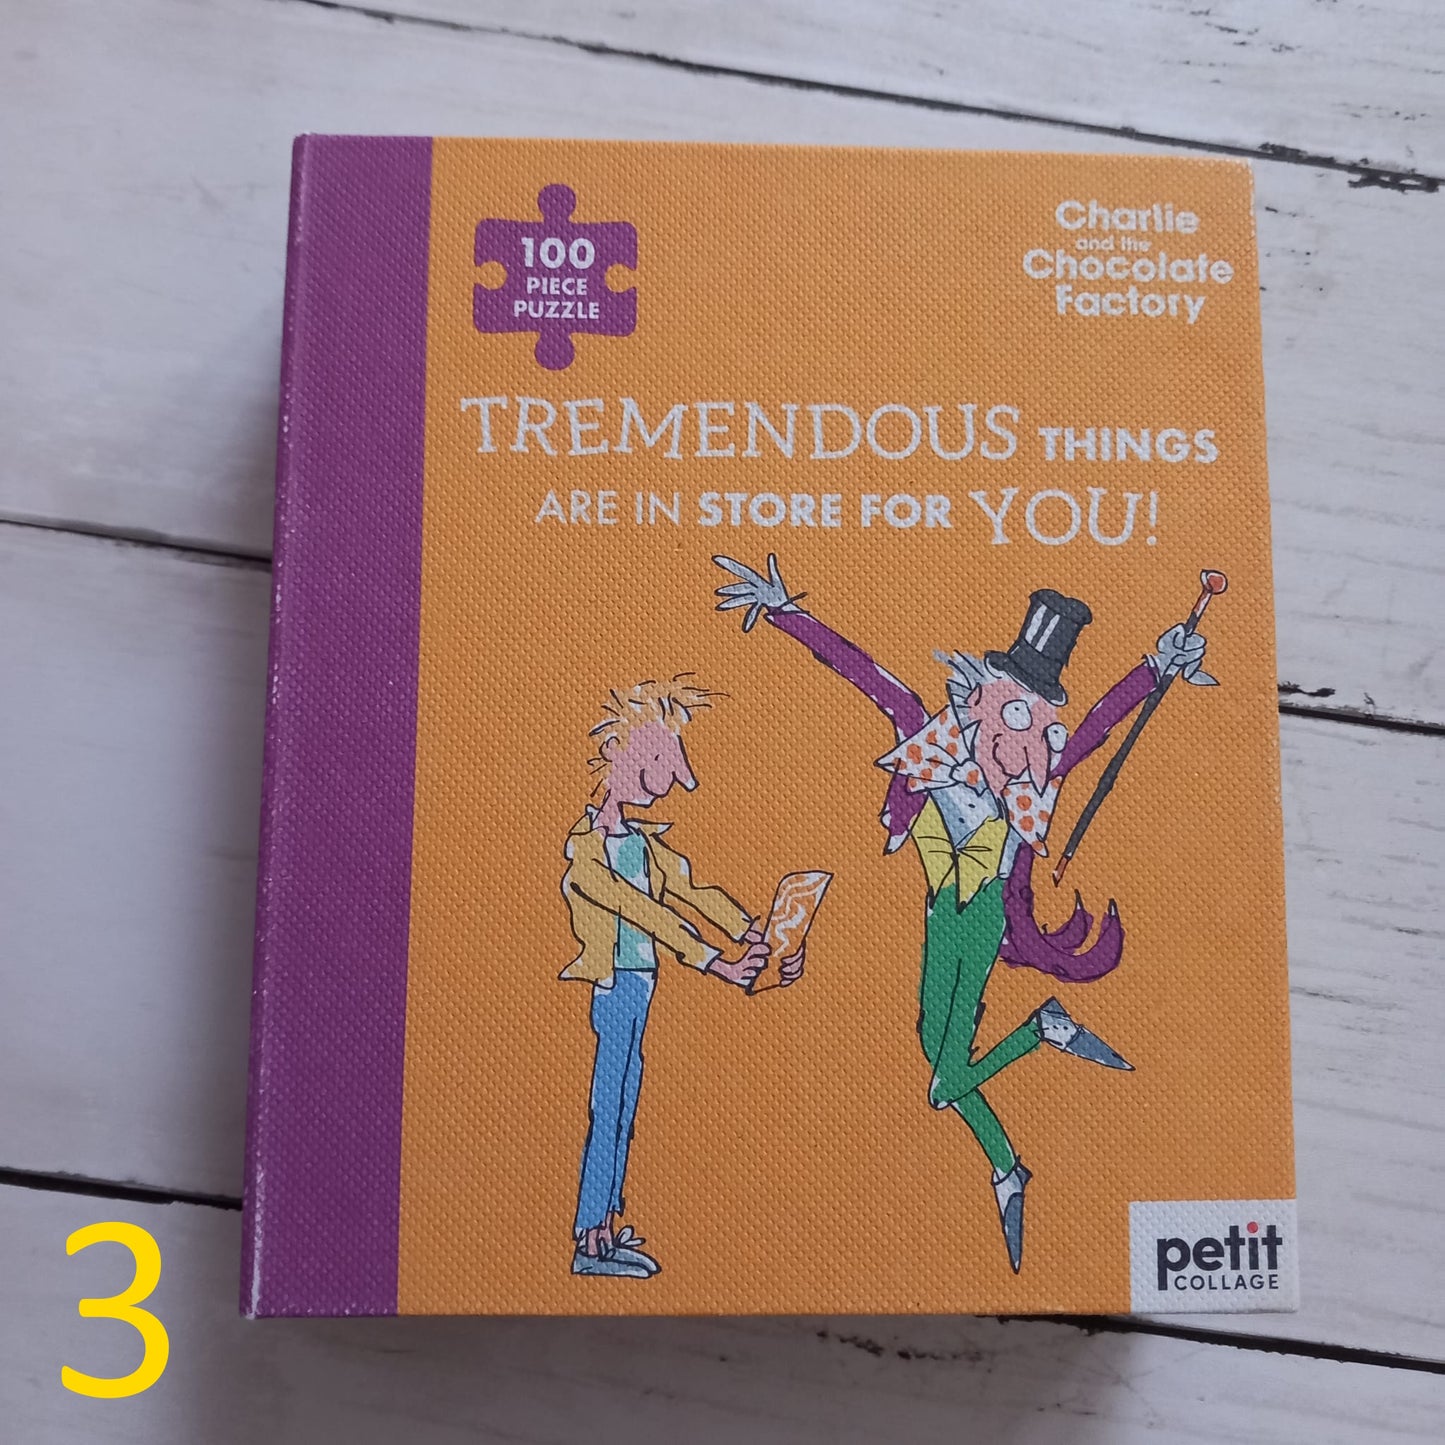 100
PIECE
PUZZLE
Charlie
and the
Chocolate
Factory
TREMENDOUS THINGS
ARE IN STORE FOR YOU!
petit
COLLAGE
3